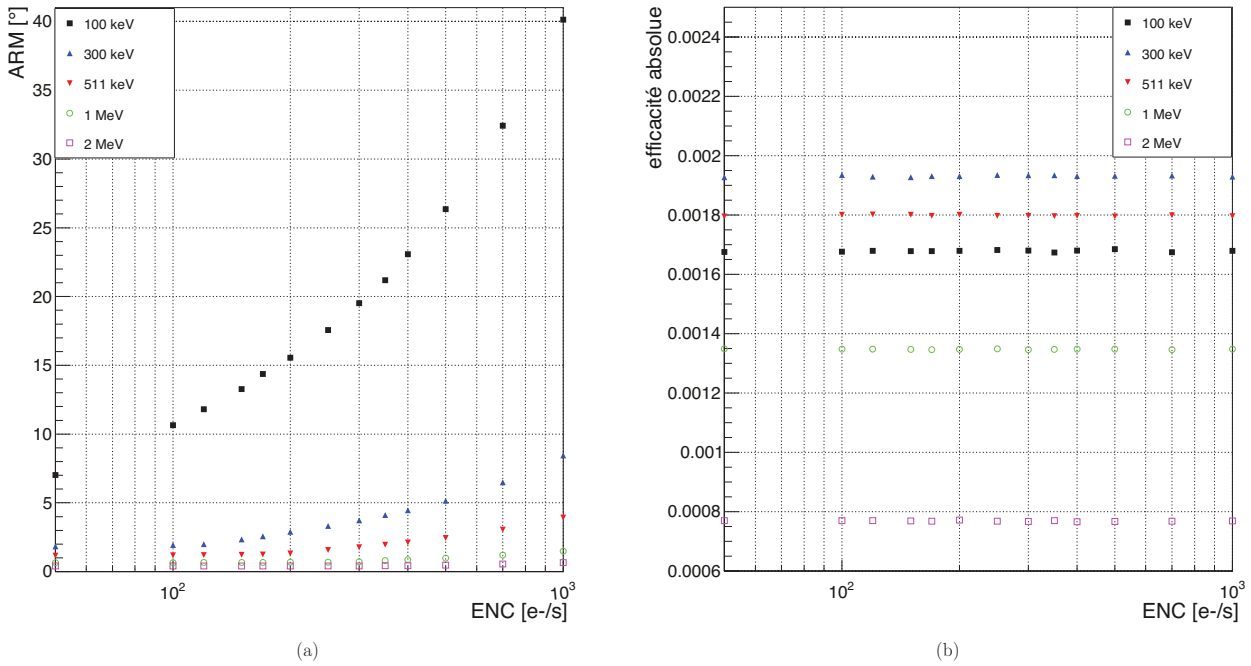 ARM [°]
40
35
30
25
20
15
10
5
0
100 keV
300 keV
511 keV
1 MeV
2 MeV
10²
10³
ENC [e-/s]
(a)
efficacité absolue
0.0024
0.0022
0.002
0.0018
0.0016
0.0014
0.0012
0.001
0.0008
0.0006
100 keV
300 keV
511 keV
1 MeV
2 MeV
10²
10³
ENC [e-/s]
(b)